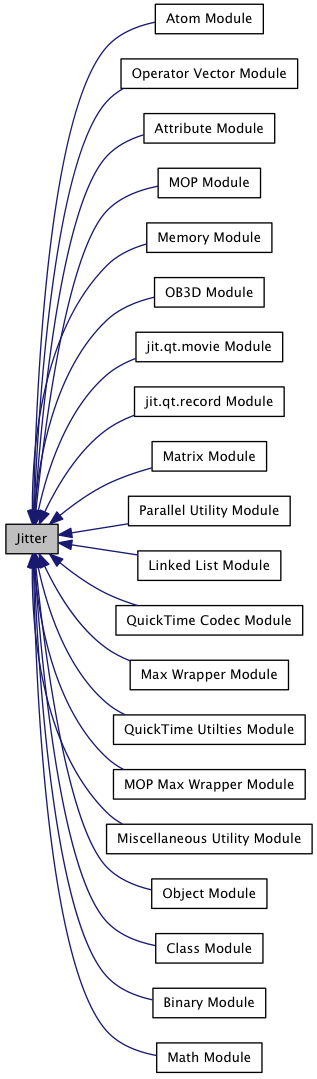 Atom Module
Operator Vector Module
Attribute Module
MOP Module
Memory Module
OB3D Module
jit.qt.movie Module
jit.qt.record Module
Matrix Module
Parallel Utility Module
Jitter
Linked List Module
QuickTime Codec Module
Max Wrapper Module
QuickTime Utilties Module
MOP Max Wrapper Module
Miscellaneous Utility Module
Object Module
Class Module
Binary Module
Math Module